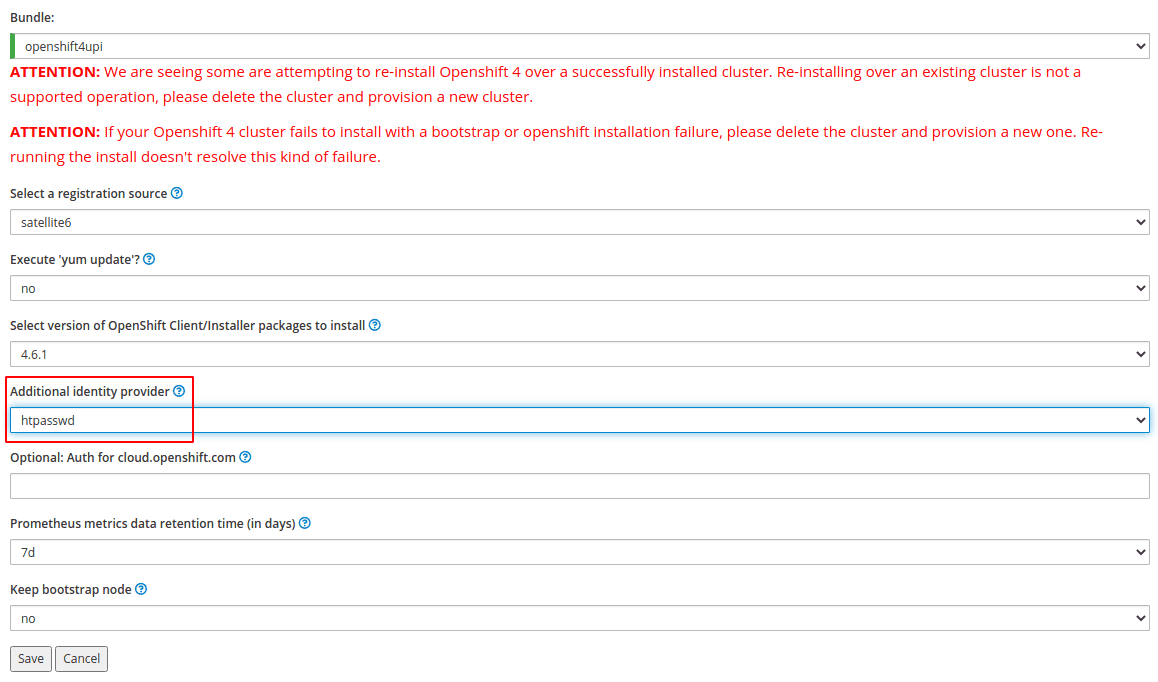 Bundle:
openshift4upi
ATTENTION: We are seeing some are attempting to re-install Openshift 4 over a successfully installed cluster. Re-installing over an existing cluster is not a
supported operation, please delete the cluster and provision a new cluster.
ATTENTION: If your Openshift 4 cluster fails to install with a bootstrap or openshift installation failure, please delete the cluster and provision a new one. Re-
running the install doesn't resolve this kind of failure.
Select a registration source ?
satellite6
Execute 'yum update'? ?
no
Select version of OpenShift Client/Installer packages to install ?
4.6.1
Additional identity provider ?
htpasswd
Optional: Auth for cloud.openshift.com ?
Prometheus metrics data retention time (in days) ?
7d
Keep bootstrap node ?
no
Save Cancel